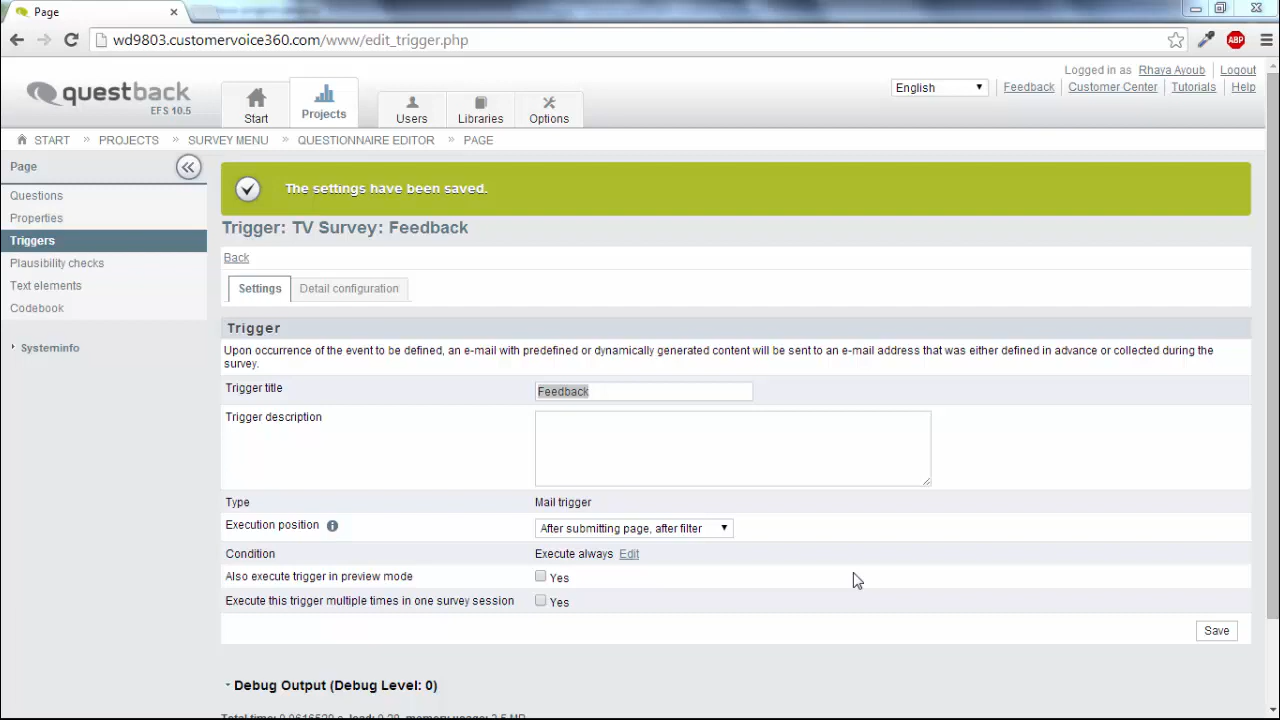 Page
wd9803.customervoice360.com/www/edit_trigger.php
ABP
Logged in as Rhaya Ayoub Logout
questback
EFS 10.5
Start
Projects
Users
Libraries
Options
English
Feedback Customer Center Tutorials Help
START » PROJECTS » SURVEY MENU » QUESTIONNAIRE EDITOR » PAGE
Page
Questions
Properties
Triggers
Plausibility checks
Text elements
Codebook
Systeminfo
The settings have been saved.
Trigger: TV Survey: Feedback
Back
Settings Detail configuration
Trigger
Upon occurrence of the event to be defined, an e-mail with predefined or dynamically generated content will be sent to an e-mail address that was either defined in advance or collected during the
survey.
Trigger title Feedback
Trigger description
Type Mail trigger
Execution position After submitting page, after filter
Condition Execute always Edit
Also execute trigger in preview mode Yes
Execute this trigger multiple times in one survey session Yes
Save
Debug Output (Debug Level: 0)